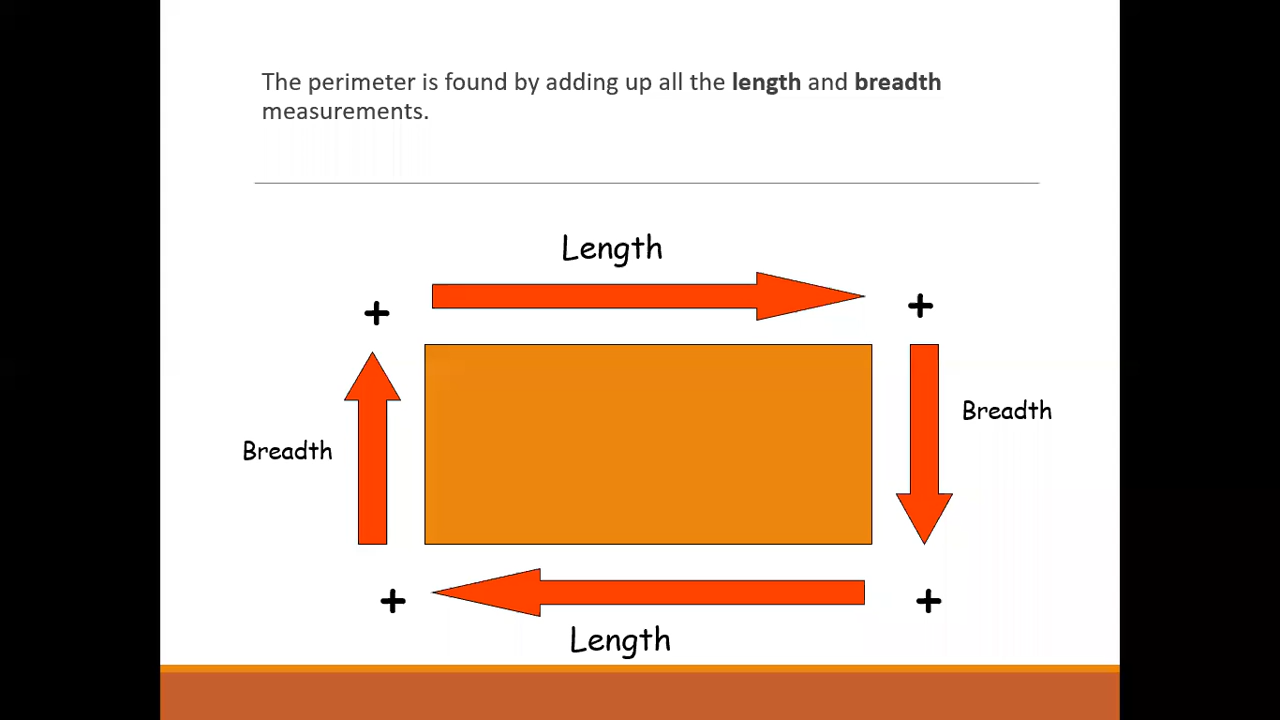 The perimeter is found by adding up all the length and breadth
measurements.
Length
+
+
Breadth
Breadth
+
+
Length